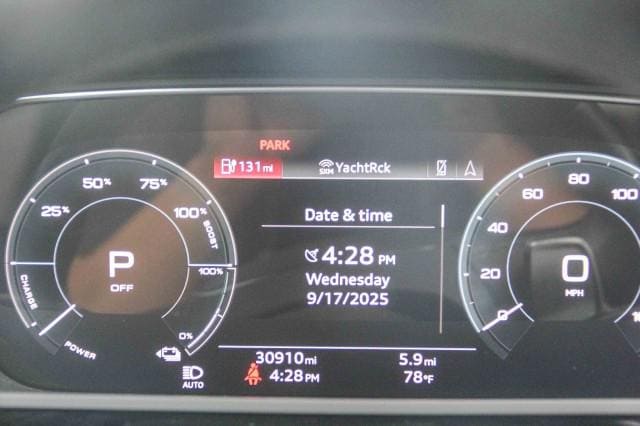 PARK
131 mi
SXM YachtRck
50%
75%
25%
100%
BOOST
100%
P
OFF
CHARGE
POWER
0%
AUTO
Date & time
4:28 PM
Wednesday
9/17/2025
30910 mi
5.9 mi
4:28 PM
78°F
80
60
100
40
20
0
0
MPH